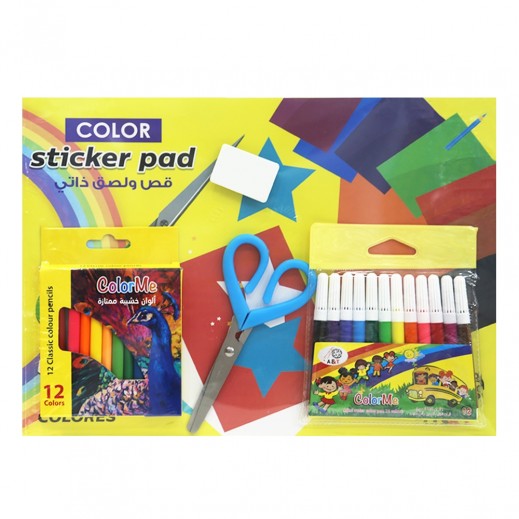 COLOR
sticker pad
قص ولصق ذاتي
ColorMe
ألوان خشبية ممتازة
12 Classic colour pencils
12
Colors
COLORES
A&T
ColorMe